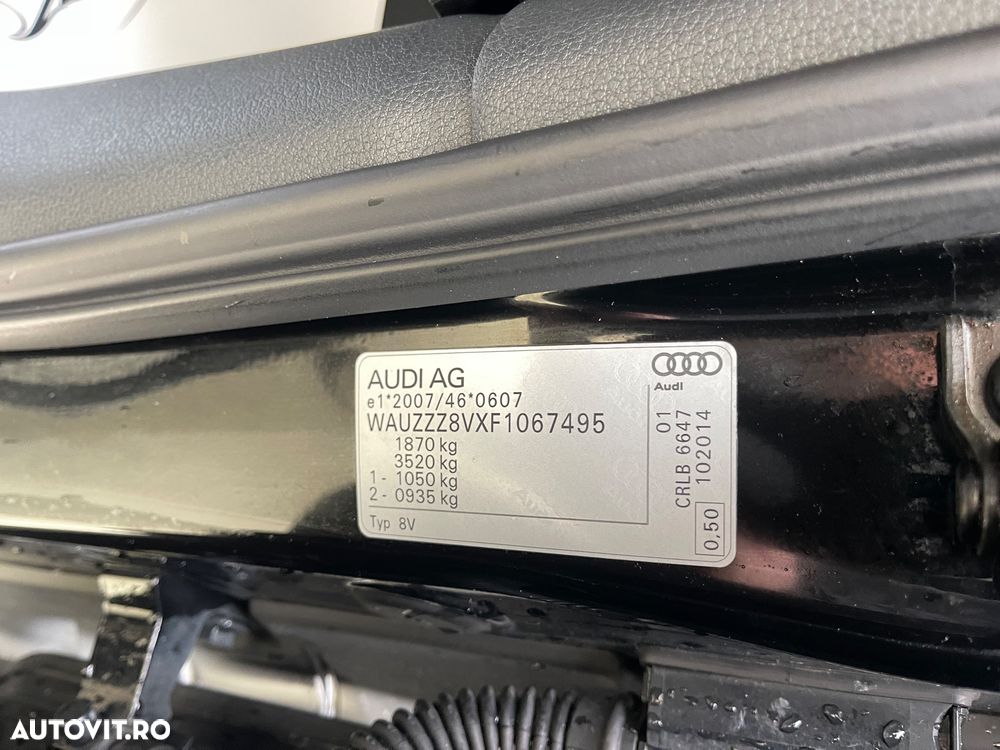 AUDI AG
e1*2007/46*0607
WAUZZZ8VXF1067495
1870 kg
3520 kg
1 - 1050 kg
2 - 0935 kg
Typ 8V
Audi
01
CRLB 6647
102014
0,50
AUTOVIT.RO